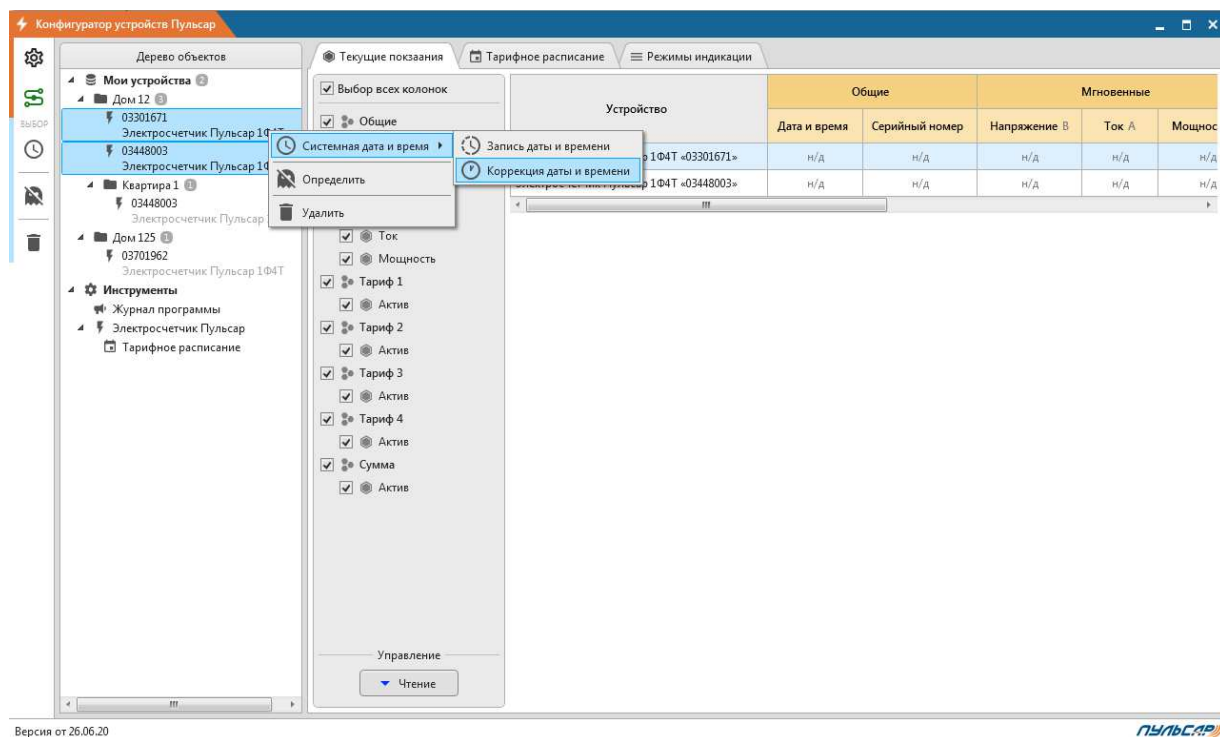 Конфигуратор устройств Пульсар
Дерево объектов
Текущие покзаания
Тарифное расписание
Режимы индикации
ВЫБОР
Мои устройства 2
Дом 12 3
03301671
Электросчетчик Пульсар 1Ф4Т
03448003
Электросчетчик Пульсар
Квартира 1 1
03448003
Электросчетчик Пульсар
Дом 125 1
03701962
Электросчетчик Пульсар 1Ф4Т
Инструменты
Журнал программы
Электросчетчик Пульсар
Тарифное расписание
Системная дата и время
Определить
Удалить
Запись даты и времени
Коррекция даты и времени
Выбор всех колонок
Общие
Ток
Мощность
Тариф 1
Актив
Тариф 2
Актив
Тариф 3
Актив
Тариф 4
Актив
Сумма
Актив
Управление
Чтение
Устройство
Общие
Мгновенные
Дата и время
Серийный номер
Напряжение В
Ток А
Мощнос
1Ф4Т «03301671»
н/д
н/д
н/д
н/д
н/д
1Ф4Т «03448003»
н/д
н/д
н/д
н/д
н/д
Версия от 26.06.20
ПУЛЬСАР